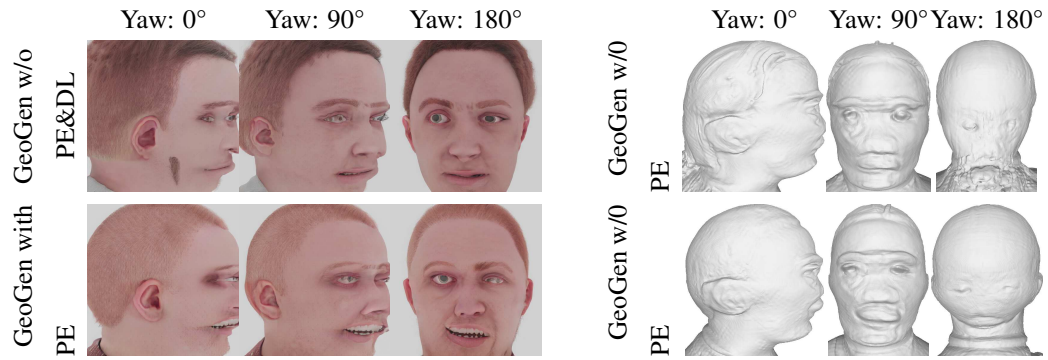 Yaw: 0° Yaw: 90° Yaw: 180°
GeoGen w/o
PE&DL
GeoGen with
PE
Yaw: 0° Yaw: 90° Yaw: 180°
GeoGen w/0
PE
GeoGen w/0
PE